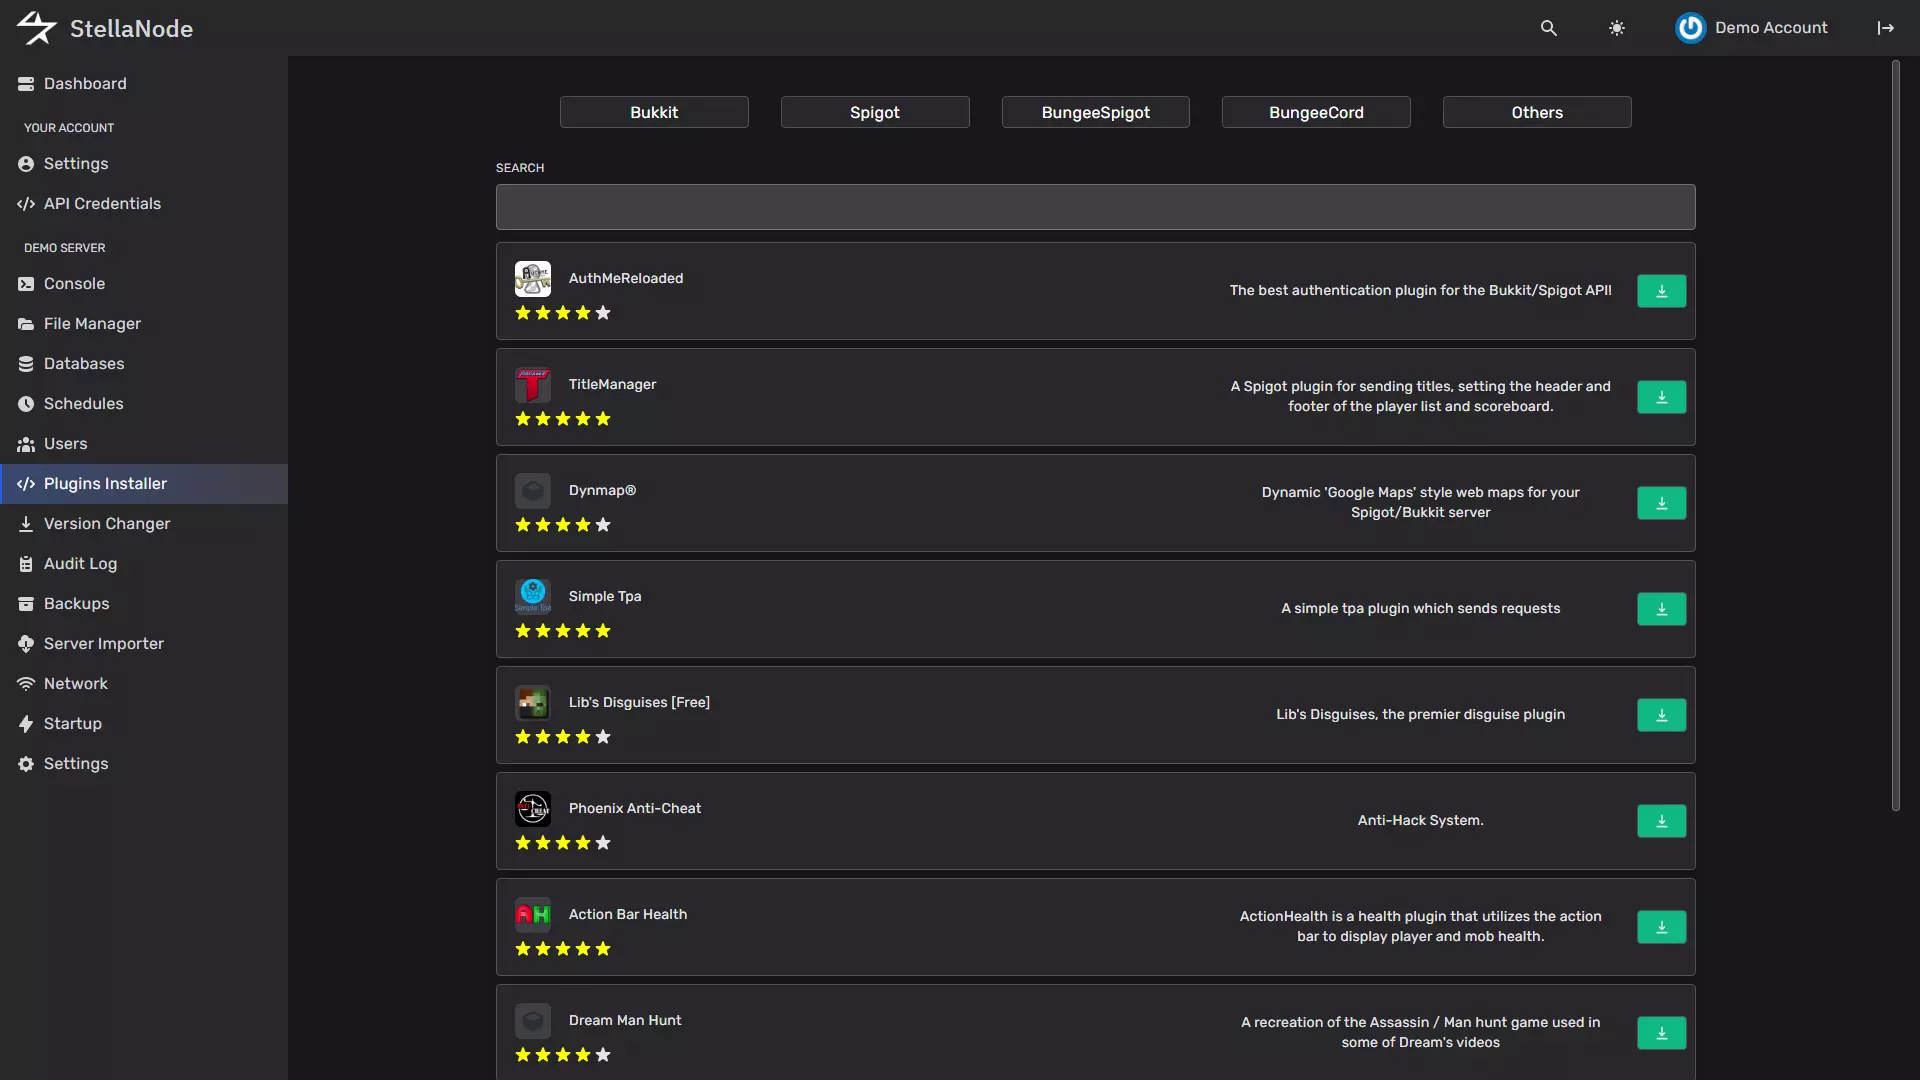 StellaNode
Demo Account
Dashboard
YOUR ACCOUNT
Settings
API Credentials
DEMO SERVER
Console
File Manager
Databases
Schedules
Users
Plugins Installer
Version Changer
Audit Log
Backups
Server Importer
Network
Startup
Settings
Bukkit
Spigot
BungeeSpigot
BungeeCord
Others
SEARCH
AuthMeReloaded
The best authentication plugin for the Bukkit/Spigot API!
TitleManager
A Spigot plugin for sending titles, setting the header and
footer of the player list and scoreboard.
Dynmap®
Dynamic 'Google Maps' style web maps for your
Spigot/Bukkit server
Simple Tpa
Simple Tpa
A simple tpa plugin which sends requests
Lib's Disguises [Free]
Lib's Disguises, the premier disguise plugin
Phoenix Anti-Cheat
Anti-Hack System.
AH
Action Bar Health
ActionHealth is a health plugin that utilizes the action
bar to display player and mob health.
Dream Man Hunt
A recreation of the Assassin / Man hunt game used in
some of Dream's videos